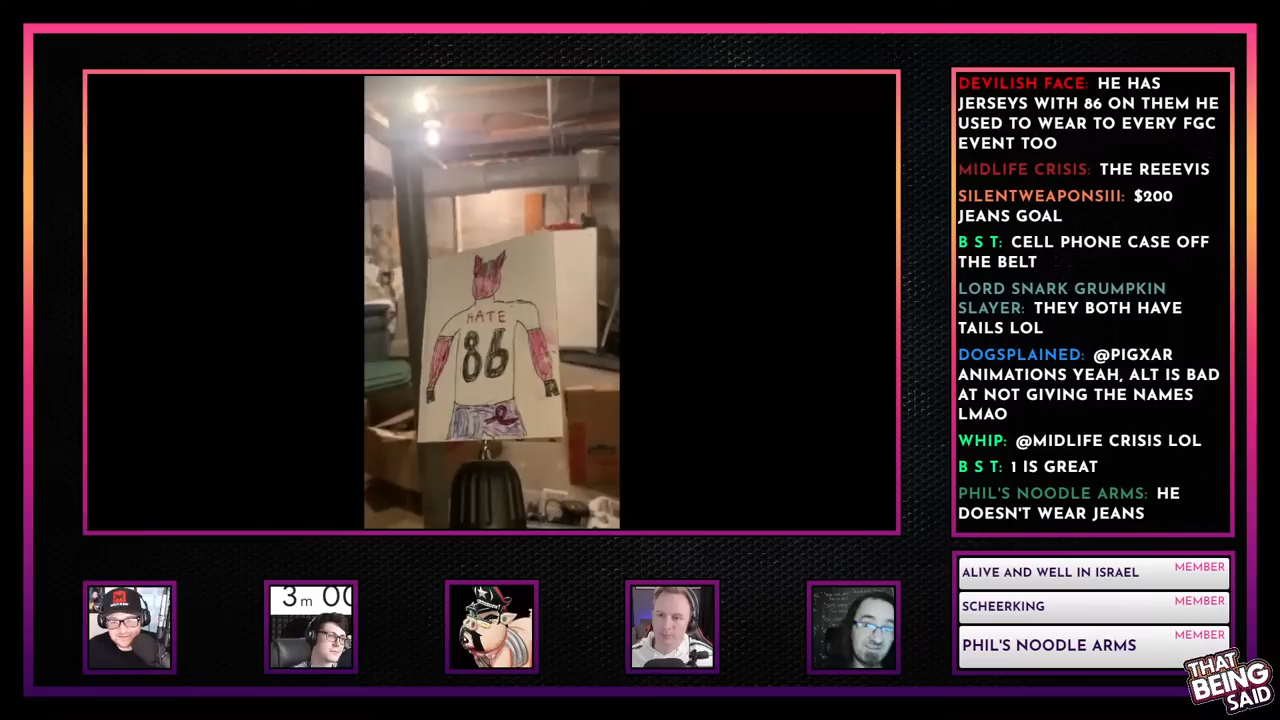 HATE
86
3m 00
DEVILISH FACE: HE HAS
JERSEYS WITH 86 ON THEM HE
USED TO WEAR TO EVERY FGC
EVENT TOO
MIDLIFE CRISIS: THE REEEVIS
SILENTWEAPONSIII: $200
JEANS GOAL
B S T: CELL PHONE CASE OFF
THE BELT
LORD SNARK GRUMPKIN
SLAYER: THEY BOTH HAVE
TAILS LOL
DOGSPLAINED: @PIGXAR
ANIMATIONS YEAH, ALT IS BAD
AT NOT GIVING THE NAMES
LMAO
WHIP: @MIDLIFE CRISIS LOL
B S T: 1 IS GREAT
PHIL'S NOODLE ARMS: HE
DOESN'T WEAR JEANS
ALIVE AND WELL IN ISRAEL MEMBER
SCHEERKING MEMBER
PHIL'S NOODLE ARMS MEMBER
THAT
BEING
SAID